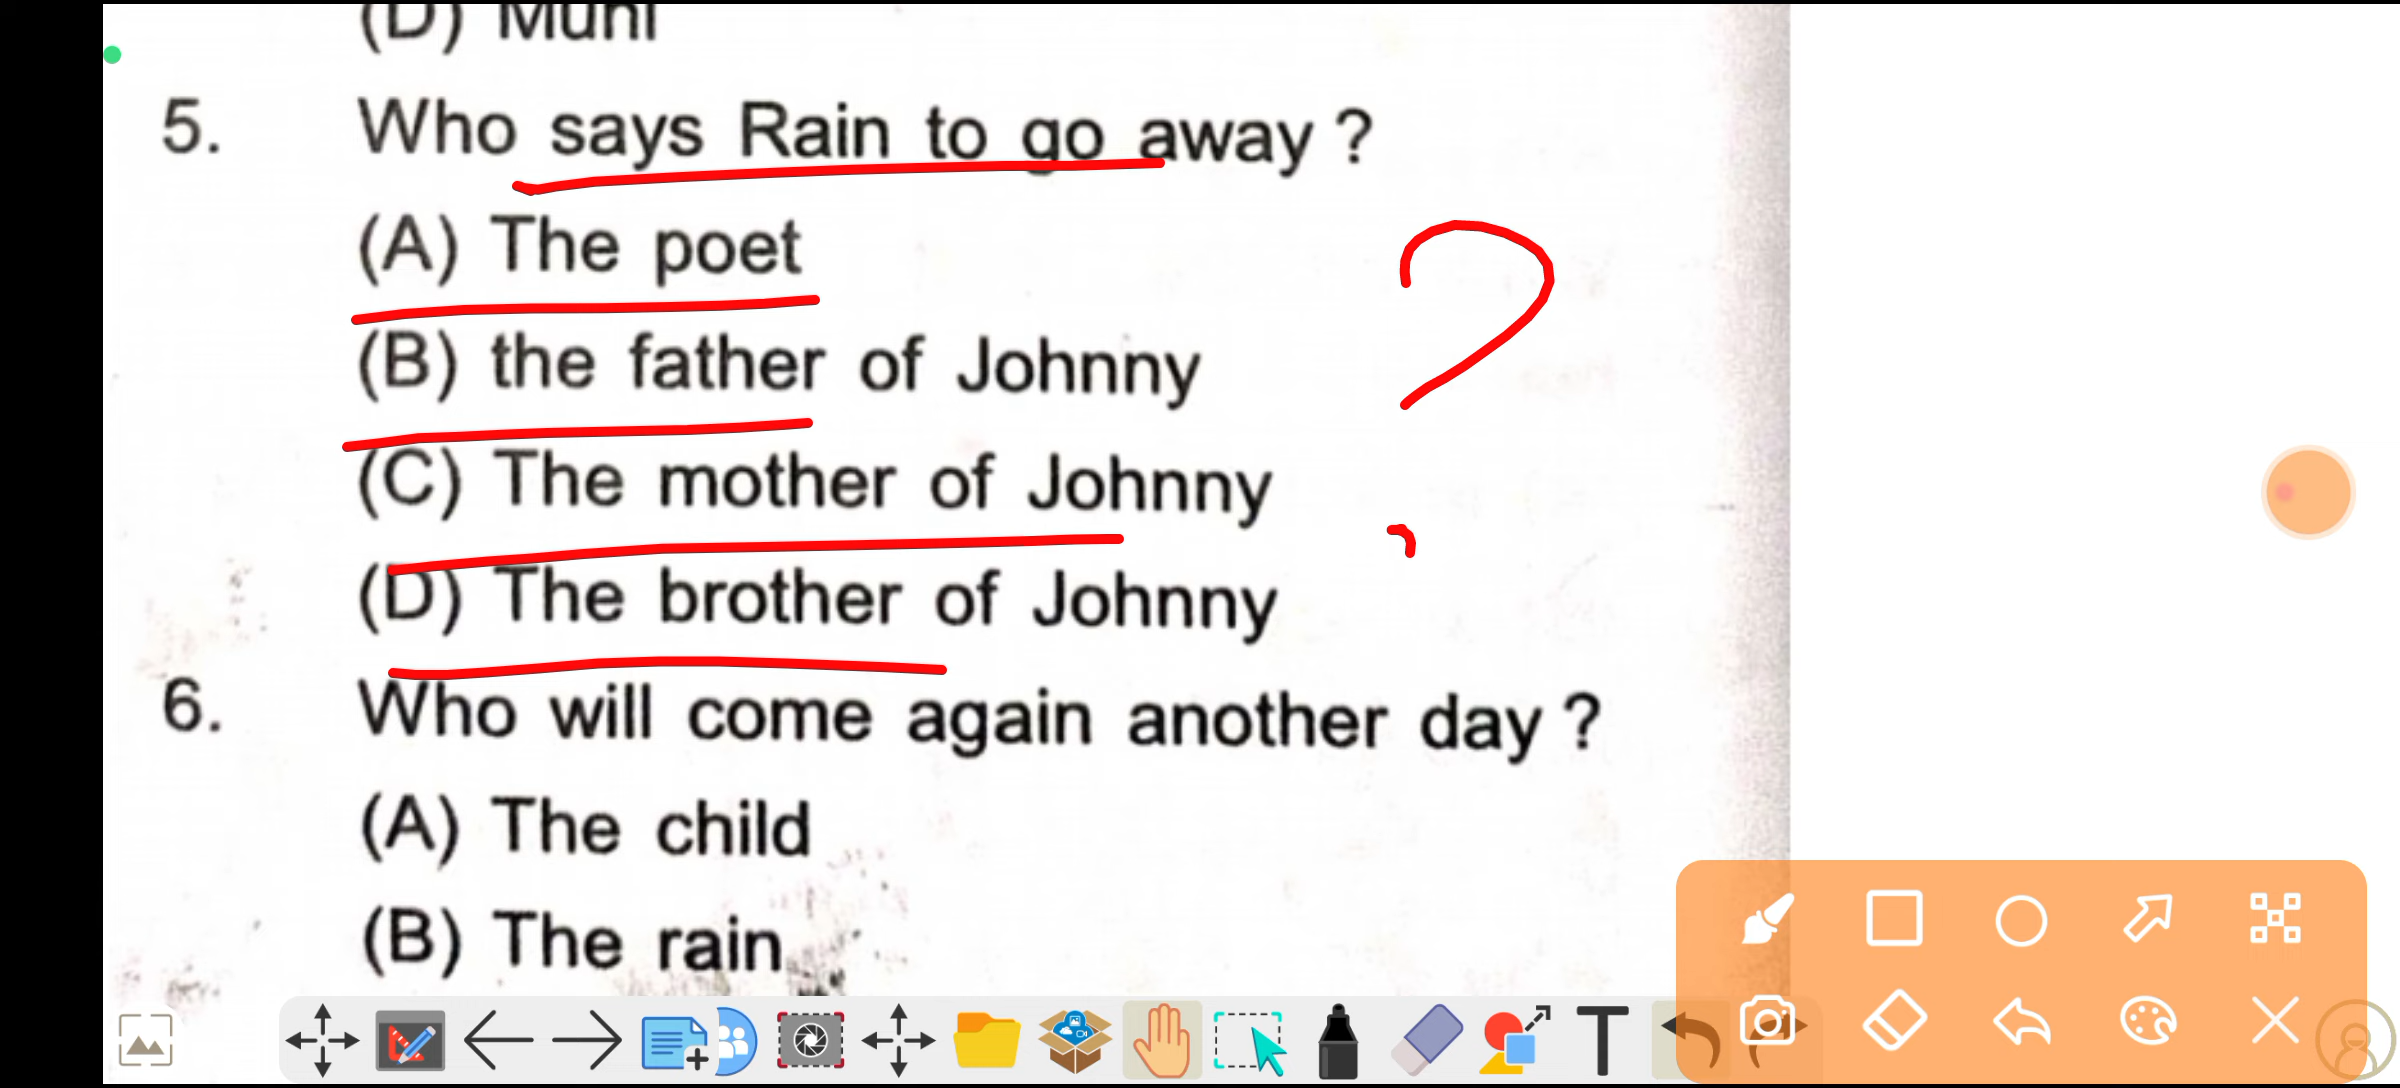 (D) Muni
5. Who says Rain to go away ?
(A) The poet
(B) the father of Johnny
(C) The mother of Johnny
(D) The brother of Johnny
6. Who will come again another day ?
(A) The child
(B) The rain